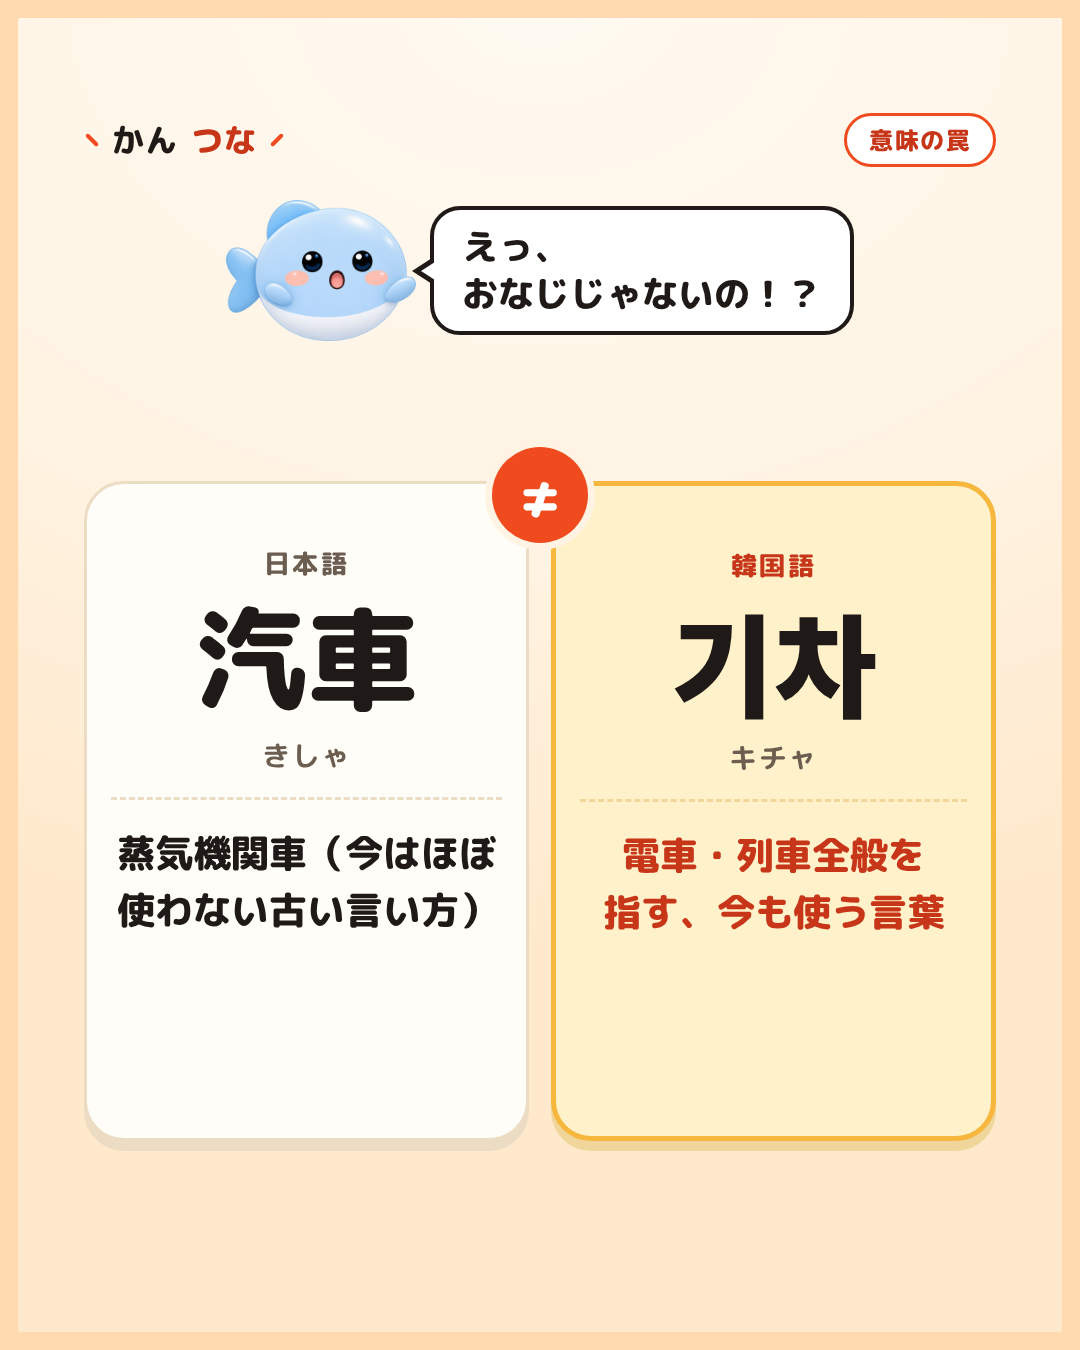 かん つな
意味の罠
えっ、
おなじじゃないの！？
≠
日本語
汽車
きしゃ
蒸気機関車（今はほぼ
使わない古い言い方）
韓国語
기차
キチャ
電車・列車全般を
指す、今も使う言葉